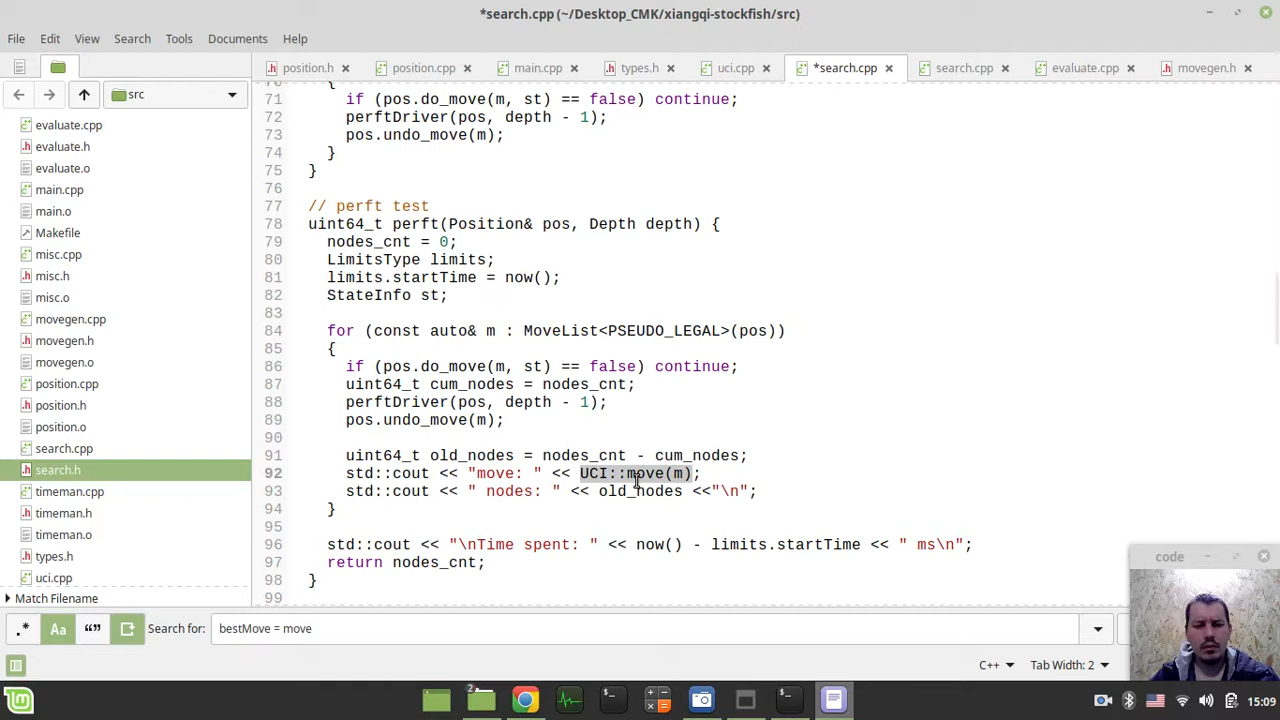 *search.cpp (~/Desktop_CMK/xiangqi-stockfish/src)
File Edit View Search Tools Documents Help
position.h position.cpp main.cpp types.h uci.cpp *search.cpp search.cpp evaluate.cpp movegen.h
src
evaluate.cpp
evaluate.h
evaluate.o
main.cpp
main.o
Makefile
misc.cpp
misc.h
misc.o
movegen.cpp
movegen.h
movegen.o
position.cpp
position.h
position.o
search.cpp
search.h
timeman.cpp
timeman.h
timeman.o
types.h
uci.cpp
Match Filename
70 {
71 if (pos.do_move(m, st) == false) continue;
72 perftDriver(pos, depth - 1);
73 pos.undo_move(m);
74 }
75 }
76
77 // perft test
78 uint64_t perft(Position& pos, Depth depth) {
79 nodes_cnt = 0;
80 LimitsType limits;
81 limits.startTime = now();
82 StateInfo st;
83
84 for (const auto& m : MoveList<PSEUDO_LEGAL>(pos))
85 {
86 if (pos.do_move(m, st) == false) continue;
87 uint64_t cum_nodes = nodes_cnt;
88 perftDriver(pos, depth - 1);
89 pos.undo_move(m);
90
91 uint64_t old_nodes = nodes_cnt - cum_nodes;
92 std::cout << "move: " << UCI::move(m);
93 std::cout << " nodes: " << old_nodes <<"\n";
94 }
95
96 std::cout << "\nTime spent: " << now() - limits.startTime << " ms\n";
97 return nodes_cnt;
98 }
99
code
.* Aa “” Search for: bestMove = move
C++ Tab Width: 2
2 15:09